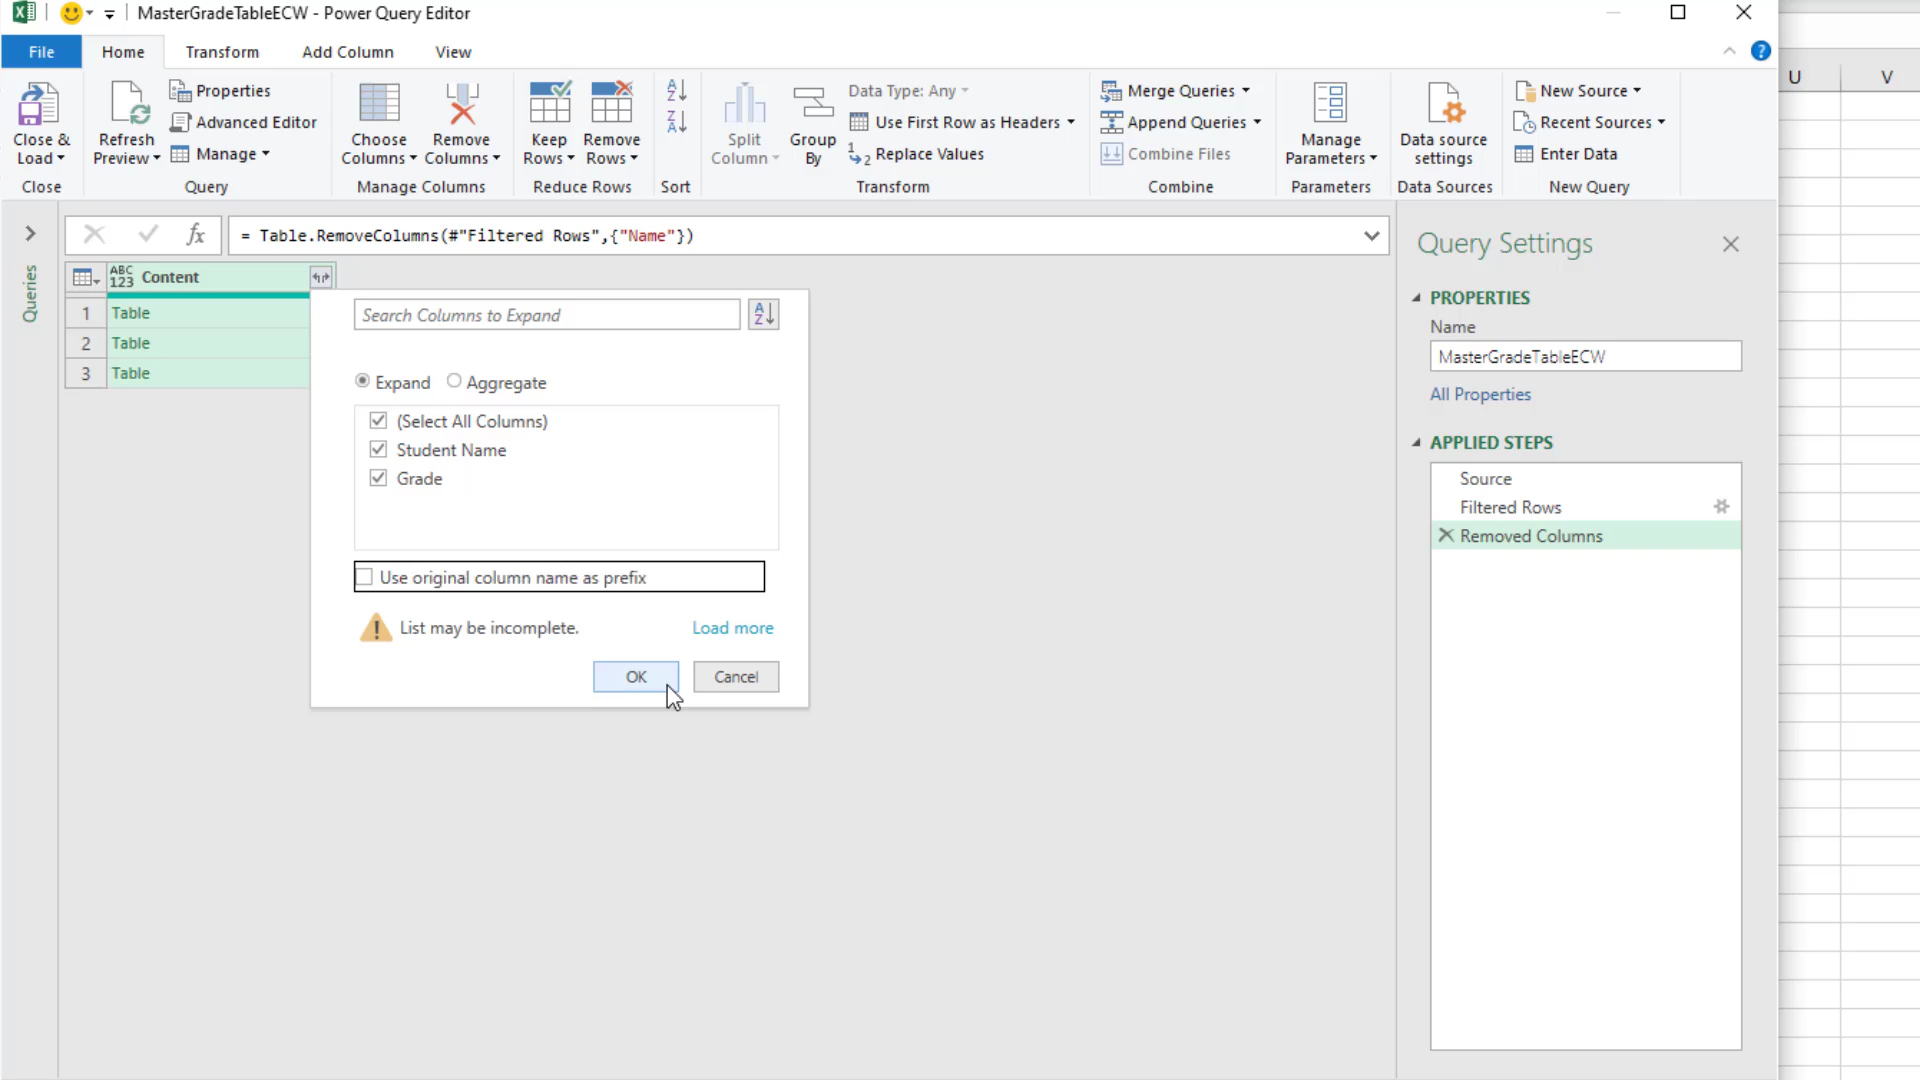 MasterGradeTableECW - Power Query Editor
File Home Transform Add Column View
Close & Load
Close
Refresh Preview
Properties
Advanced Editor
Manage
Query
Choose Columns
Remove Columns
Manage Columns
Keep Rows
Remove Rows
Reduce Rows
Sort
Split Column
Group By
Data Type: Any
Use First Row as Headers
Replace Values
Transform
Merge Queries
Append Queries
Combine Files
Combine
Manage Parameters
Parameters
Data source settings
Data Sources
New Source
Recent Sources
Enter Data
New Query
U V
Queries
fx
= Table.RemoveColumns(#"Filtered Rows",{"Name"})
ABC 123 Content
1 Table
2 Table
3 Table
Search Columns to Expand
Expand Aggregate
(Select All Columns)
Student Name
Grade
Use original column name as prefix
List may be incomplete. Load more
OK Cancel
Query Settings
PROPERTIES
Name
MasterGradeTableECW
All Properties
APPLIED STEPS
Source
Filtered Rows
Removed Columns